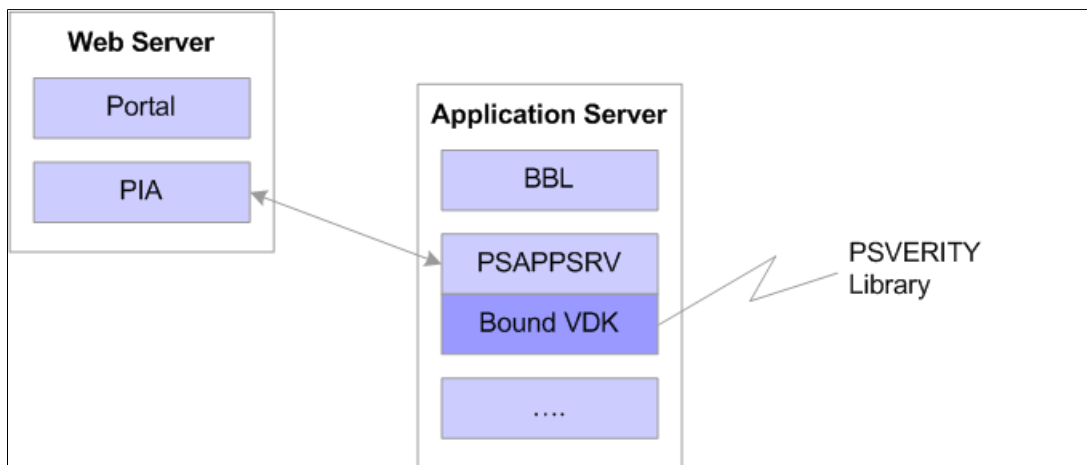 Web Server
Portal
PIA
Application Server
BBL
PSAPPSRV
Bound VDK
....
PSVERITY
Library